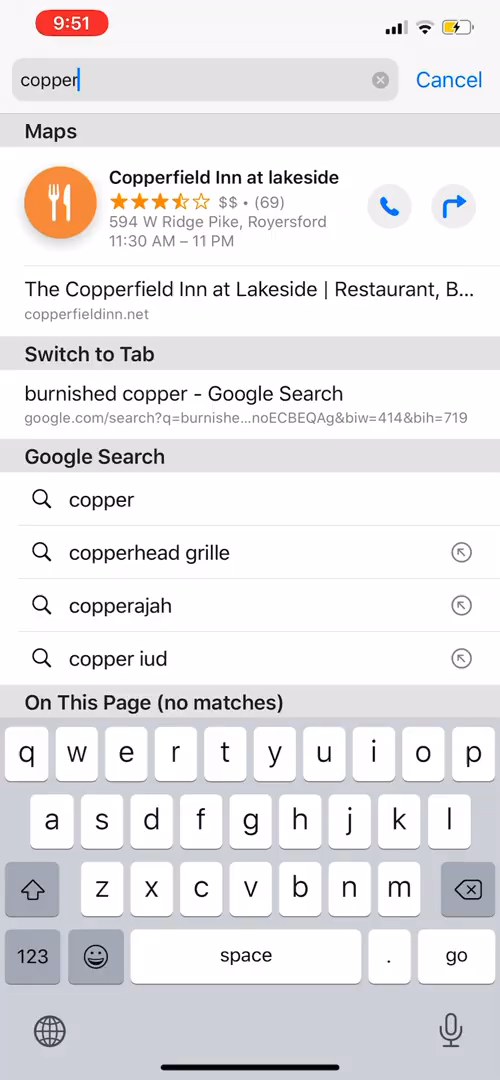 9:51
copper
Cancel
Maps
Copperfield Inn at lakeside
$$ • (69)
594 W Ridge Pike, Royersford
11:30 AM – 11 PM
The Copperfield Inn at Lakeside | Restaurant, B...
copperfieldinn.net
Switch to Tab
burnished copper - Google Search
google.com/search?q=burnishe...noECBEQAg&biw=414&bih=719
Google Search
copper
copperhead grille
copperajah
copper iud
On This Page (no matches)
q w e r t y u i o p
a s d f g h j k l
z x c v b n m
123 space . go